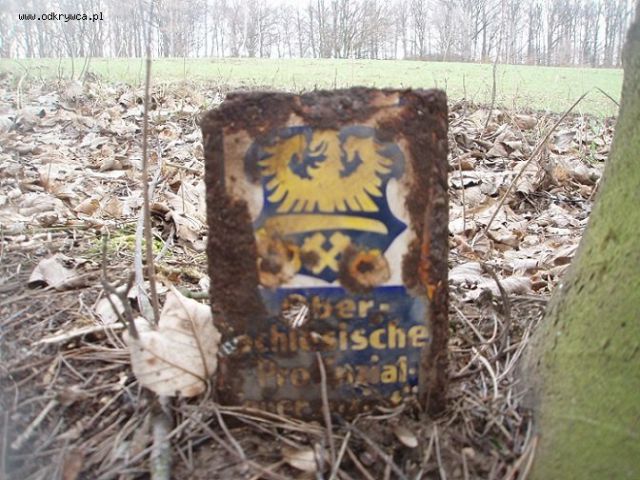 www.odkrywca.pl
Ober-
schlesische
Provinzial-